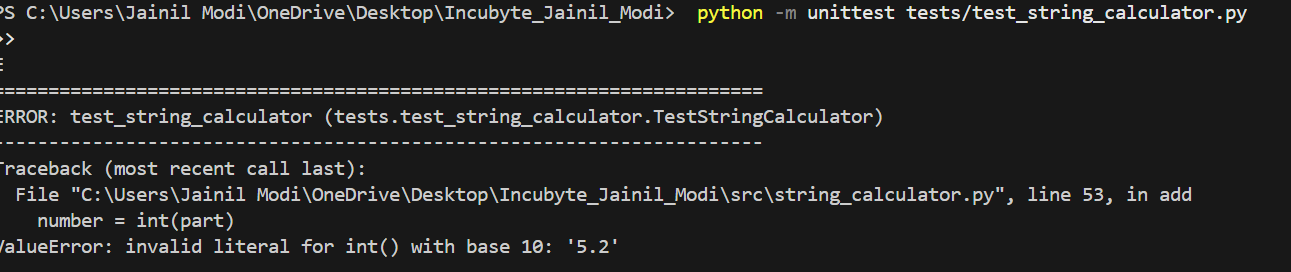 PS C:\Users\Jainil Modi\OneDrive\Desktop\Incubyte_Jainil_Modi>  python -m unittest tests/test_string_calculator.py
>>
E
======================================================================
ERROR: test_string_calculator (tests.test_string_calculator.TestStringCalculator)
----------------------------------------------------------------------
Traceback (most recent call last):
  File "C:\Users\Jainil Modi\OneDrive\Desktop\Incubyte_Jainil_Modi\src\string_calculator.py", line 53, in add
    number = int(part)
ValueError: invalid literal for int() with base 10: '5.2'